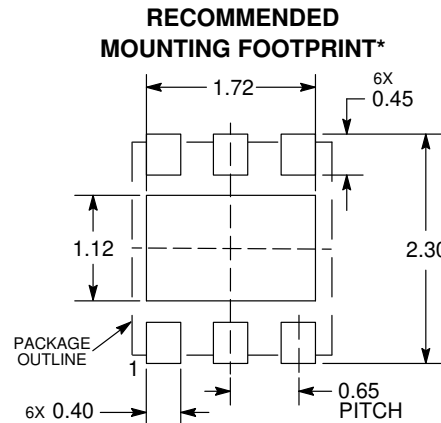 RECOMMENDED
MOUNTING FOOTPRINT*
1.72
6X
0.45
1.12
2.30
PACKAGE
OUTLINE
1
0.65
PITCH
6X 0.40